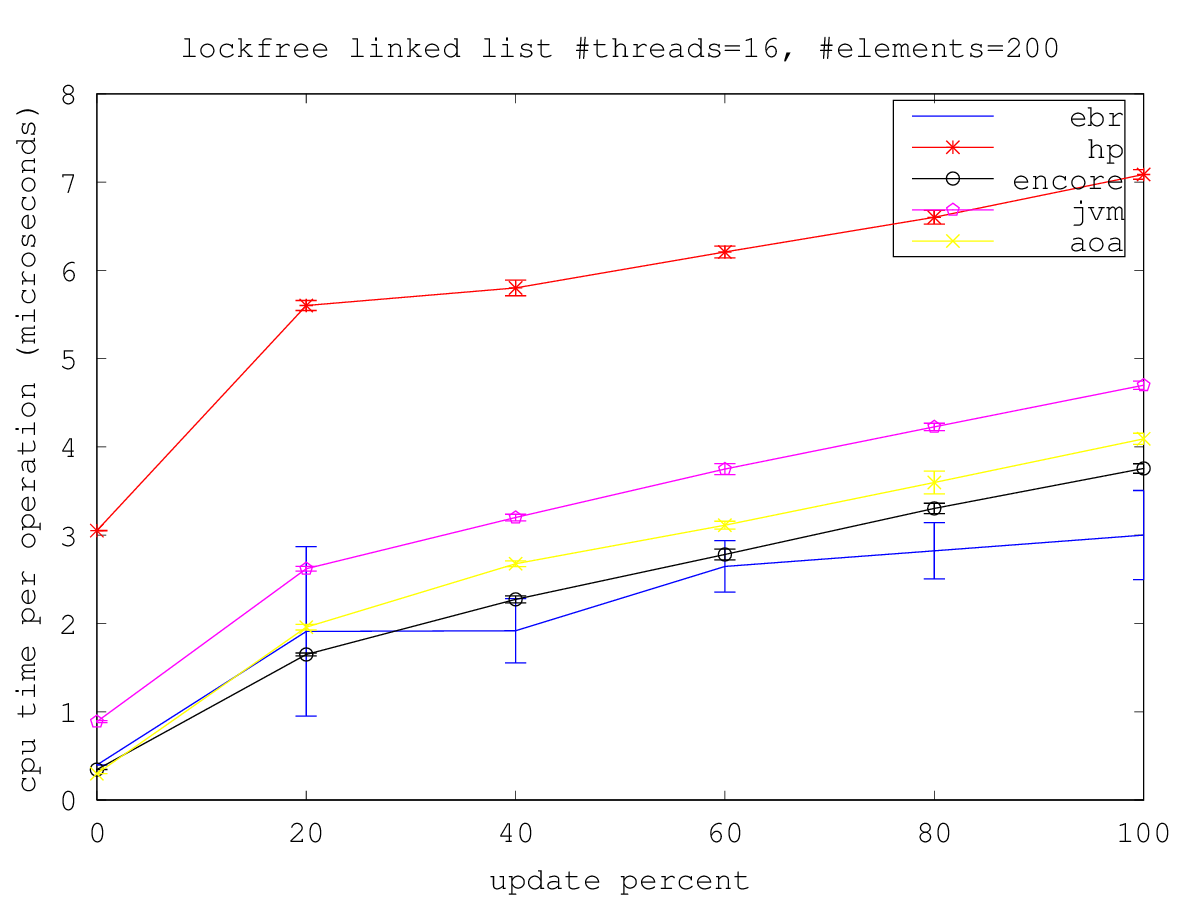 lockfree linked list #threads=16, #elements=200
cpu time per operation (microseconds)
8
7
6
5
4
3
2
1
0
ebr
hp
encore
jvm
aoa
0 20 40 60 80 100
update percent